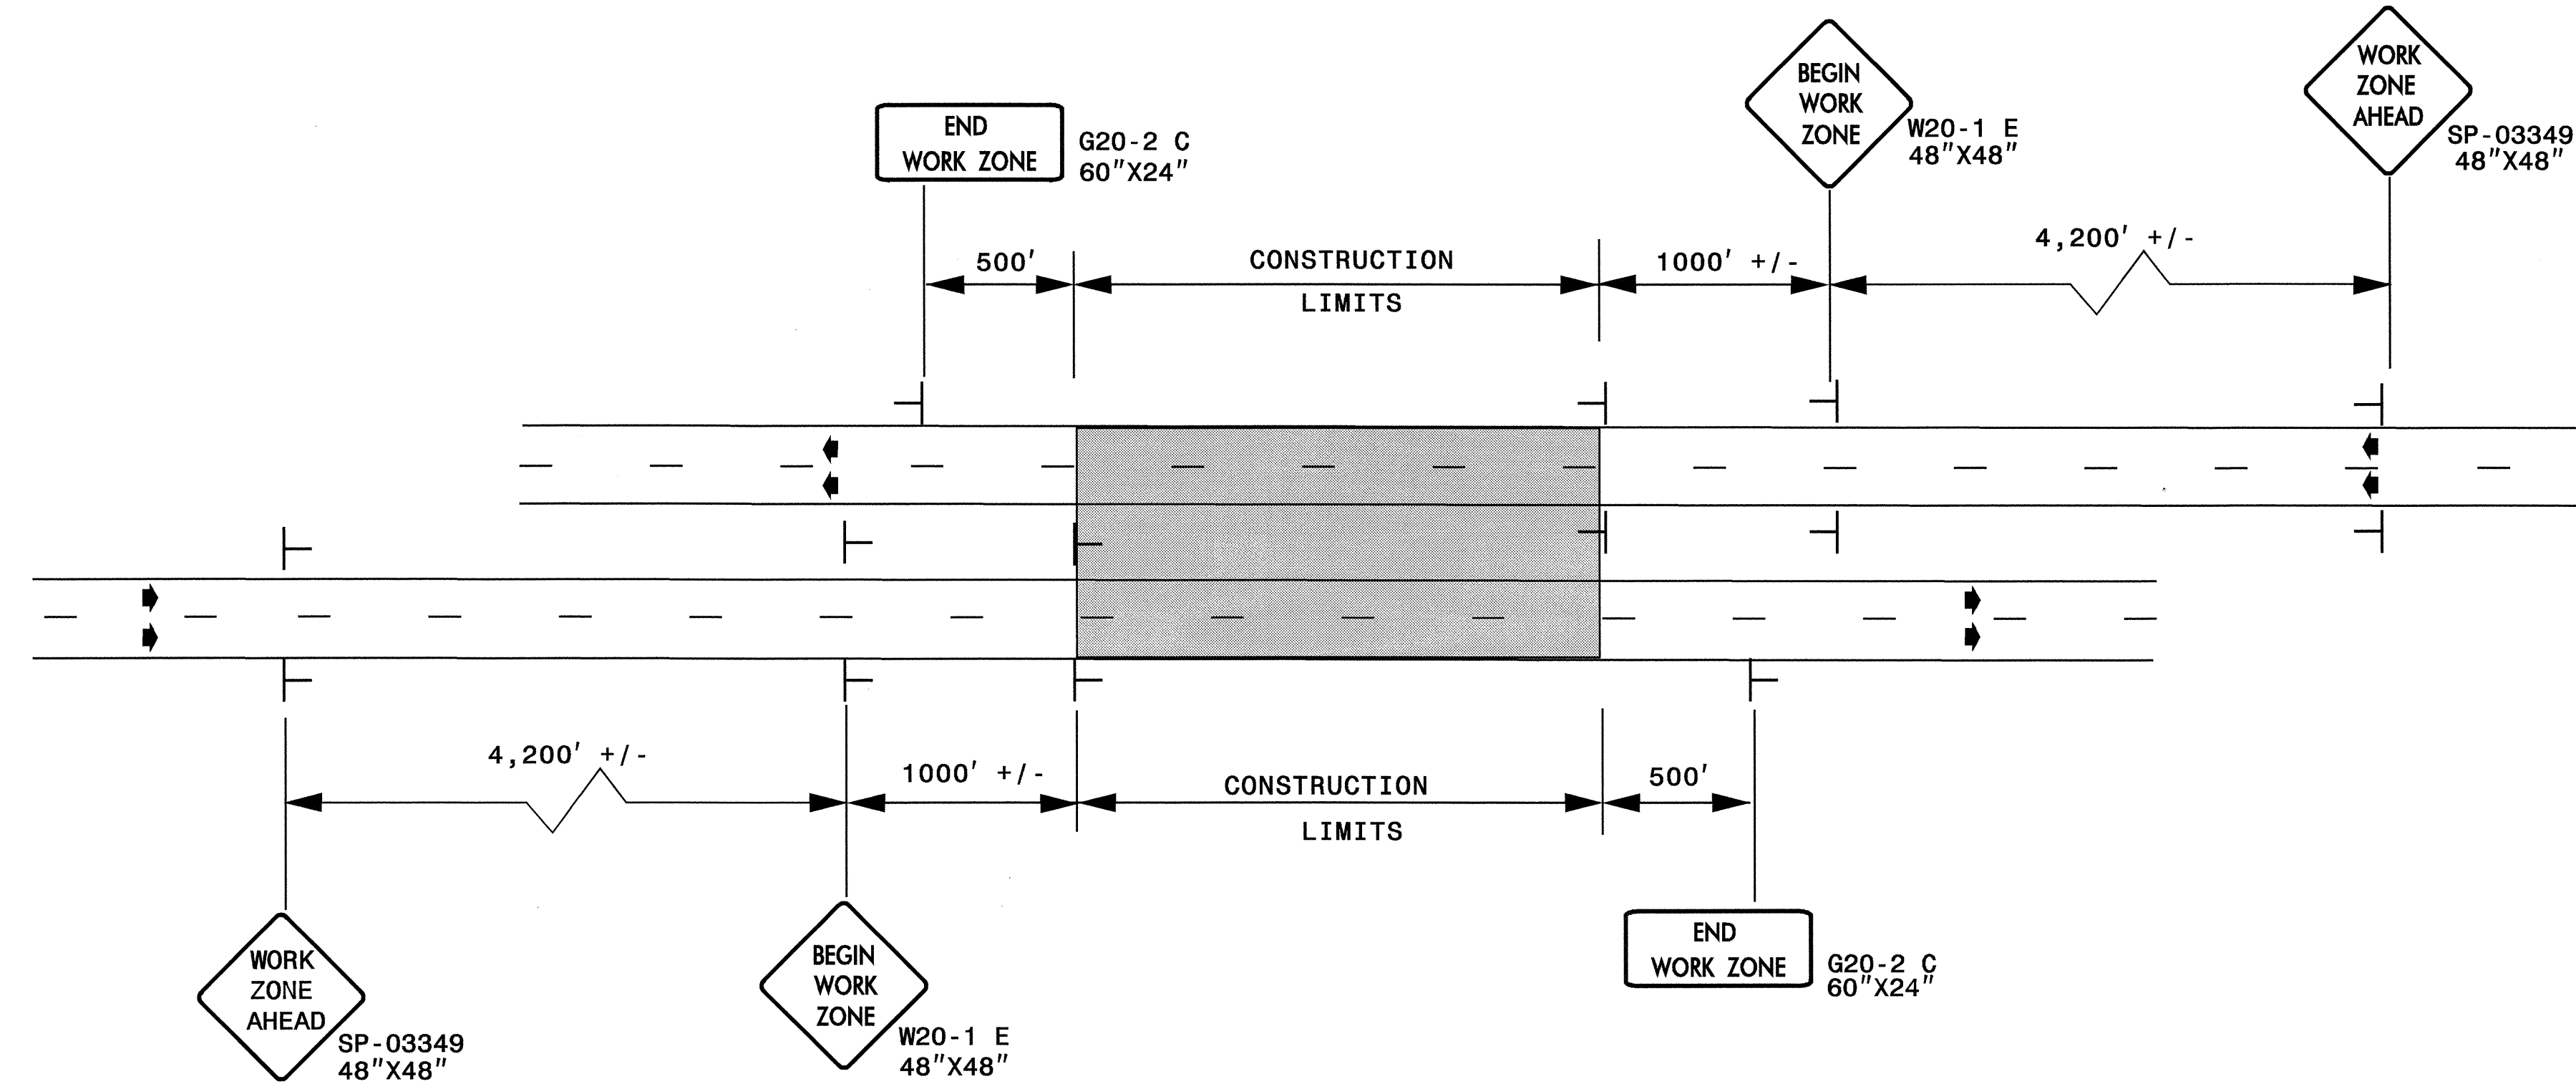 WORK
ZONE
AHEAD
SP-03349
48"X48"
BEGIN
WORK
ZONE
W20-1 E
48"X48"
END
WORK ZONE
G20-2 C
60"X24"
500'
CONSTRUCTION
LIMITS
1000' +/-
4,200' +/-
4,200' +/-
1000' +/-
CONSTRUCTION
LIMITS
500'
WORK
ZONE
AHEAD
SP-03349
48"X48"
BEGIN
WORK
ZONE
W20-1 E
48"X48"
END
WORK ZONE
G20-2 C
60"X24"